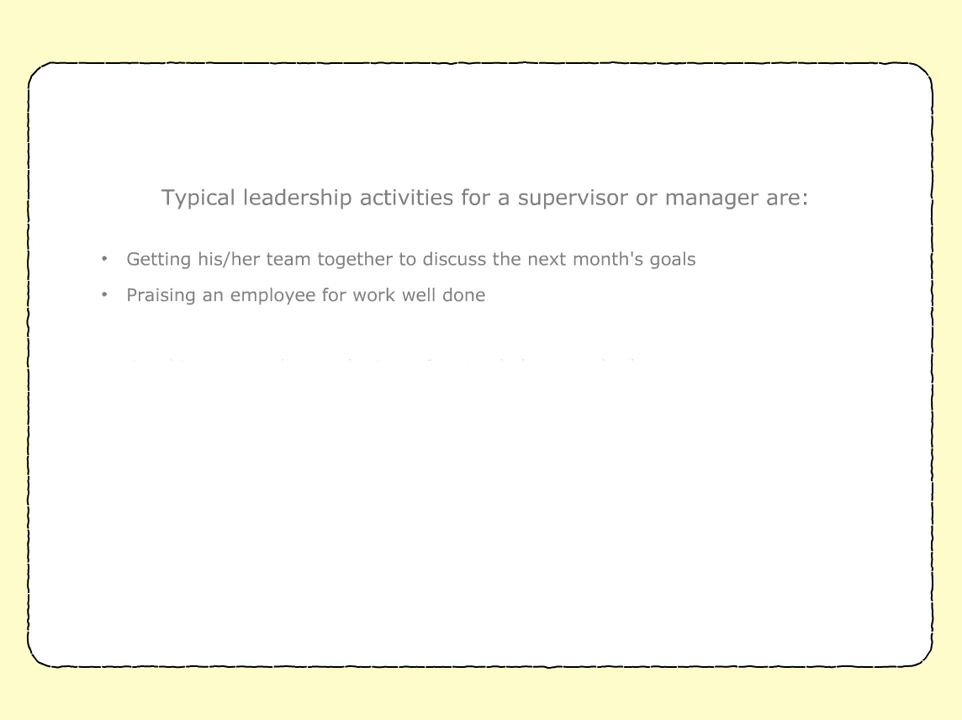 Typical leadership activities for a supervisor or manager are:
• Getting his/her team together to discuss the next month's goals
• Praising an employee for work well done